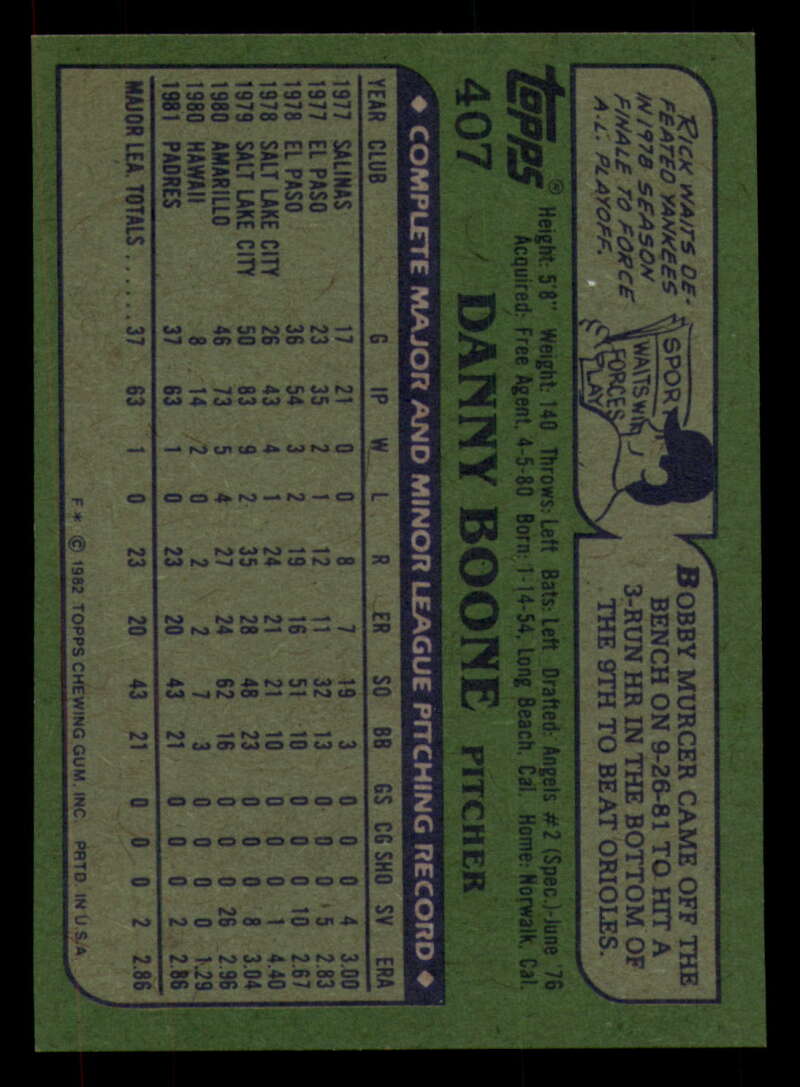 RICK WAITS DE-
FEATED YANKEES
IN 1978 SEASON
FINALE TO FORCE
A.L. PLAYOFF.
SPORT
WAITS WIN
FORCES
PLAY
BOBBY MURCER CAME OFF THE
BENCH ON 9-26-81 TO HIT A
3-RUN HR IN THE BOTTOM OF
THE 9TH TO BEAT ORIOLES.
topps®
Height: 5'8" Weight: 140 Throws: Left Bats: Left Drafted: Angels #2 (Spec.)-June '76
Acquired: Free Agent, 4-5-80 Born: 1-14-54, Long Beach, Cal. Home: Norwalk, Cal.
407 DANNY BOONE PITCHER
◆ COMPLETE MAJOR AND MINOR LEAGUE PITCHING RECORD ◆
YEAR CLUB G IP W L R ER SO BB GS CG SHO SV ERA
1977 SALINAS 17 21 0 0 8 7 19 3 0 0 0 4 3.00
1977 EL PASO 23 35 2 1 12 11 32 13 0 0 0 5 2.83
1978 EL PASO 36 54 3 2 19 16 51 10 0 0 0 10 2.67
1978 SALT LAKE CITY 26 43 4 1 24 21 21 10 0 0 0 1 4.40
1979 SALT LAKE CITY 50 83 9 2 35 28 48 23 0 0 0 8 3.04
1980 AMARILLO 46 73 5 4 27 24 62 16 0 0 0 26 2.96
1980 HAWAII 8 14 2 0 2 2 7 3 0 0 0 0 1.29
1981 PADRES 37 63 1 0 23 20 43 21 0 0 0 2 2.86
MAJOR LEA. TOTALS...... 37 63 1 0 23 20 43 21 0 0 0 2 2.86
F* © 1982 TOPPS CHEWING GUM, INC. PRTD. IN U.S.A.